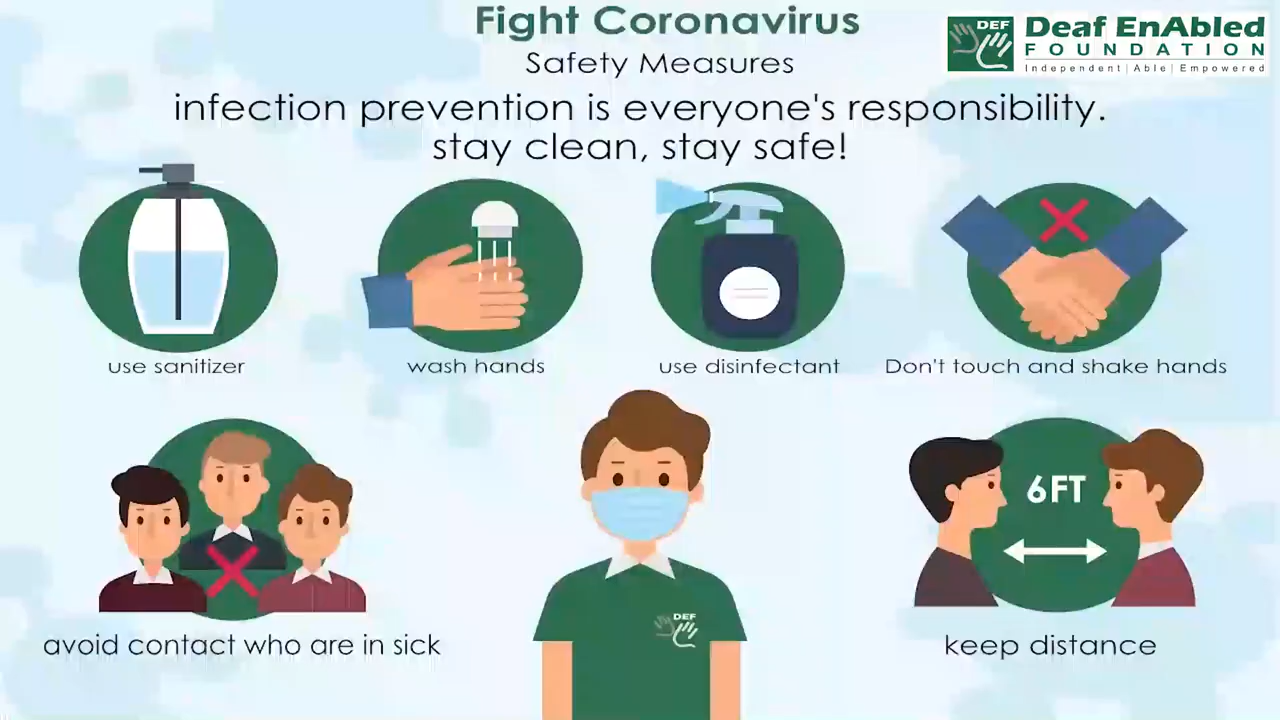 Fight Coronavirus
Safety Measures
DEF
Deaf EnAbled
FOUNDATION
Independent | Able | Empowered
infection prevention is everyone's responsibility.
stay clean, stay safe!
use sanitizer
wash hands
use disinfectant
Don't touch and shake hands
6FT
DEF
avoid contact who are in sick
keep distance